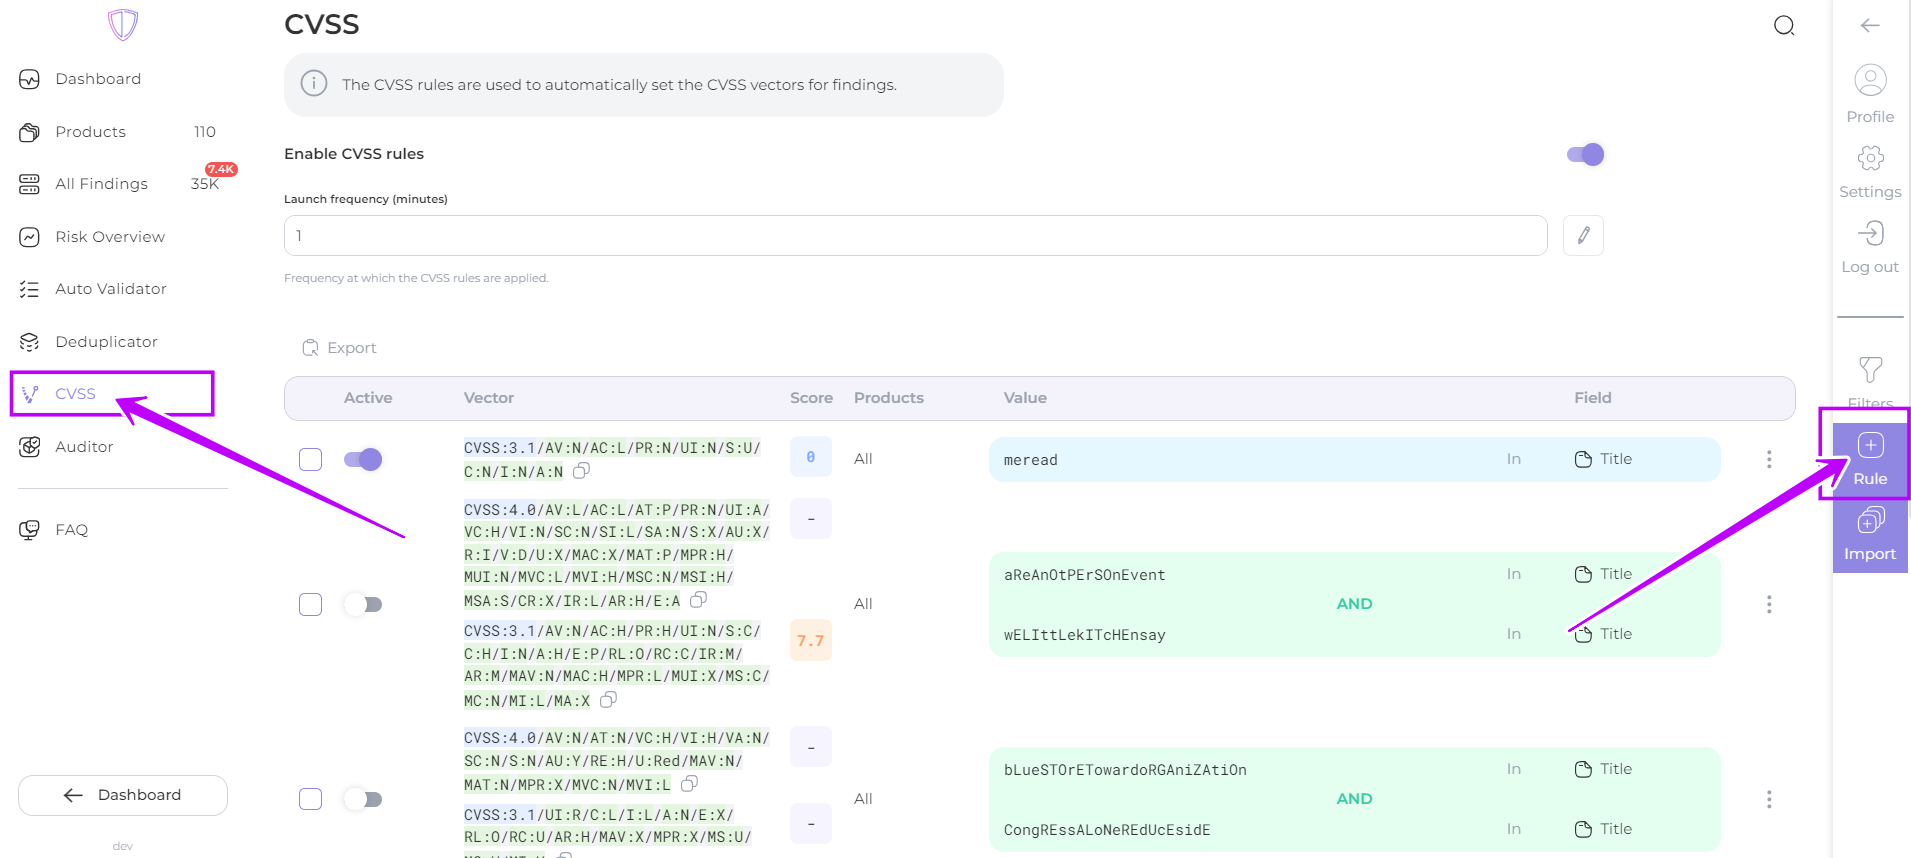 CVSS
Dashboard
Products 110
All Findings 35K 7.4K
Risk Overview
Auto Validator
Deduplicator
CVSS
Auditor
FAQ
Dashboard
dev
The CVSS rules are used to automatically set the CVSS vectors for findings.
Enable CVSS rules
Launch frequency (minutes)
1
Frequency at which the CVSS rules are applied.
Export
Active Vector Score Products Value Field
CVSS:3.1/AV:N/AC:L/PR:N/UI:N/S:U/
C:N/I:N/A:N
0
All
meread In Title
CVSS:4.0/AV:L/AC:L/AT:P/PR:N/UI:A/
VC:H/VI:N/SC:N/SI:L/SA:N/S:X/AU:X/
R:I/V:D/U:X/MAC:X/MAT:P/MPR:H/
MUI:N/MVC:L/MVI:H/MSC:N/MSI:H/
MSA:S/CR:X/IR:L/AR:H/E:A
-
CVSS:3.1/AV:N/AC:H/PR:H/UI:N/S:C/
C:H/I:N/A:H/E:P/RL:O/RC:C/IR:M/
AR:M/MAV:N/MAC:H/MPR:L/MUI:X/MS:C/
MC:N/MI:L/MA:X
7.7
All
aReAnOtPErSOnEvent In Title
AND
wELIttLekITcHEnsay In Title
CVSS:4.0/AV:N/AT:N/VC:H/VI:H/VA:N/
SC:N/S:N/AU:Y/RE:H/U:Red/MAV:N/
MAT:N/MPR:X/MVC:N/MVI:L
-
CVSS:3.1/UI:R/C:L/I:L/A:N/E:X/
RL:O/RC:U/AR:H/MAV:X/MPR:X/MS:U/
-
All
bLueSTOrETowardoRGAniZAtiOn In Title
AND
CongREssALoNeREdUcEsidE In Title
Profile
Settings
Log out
Filters
Rule
Import